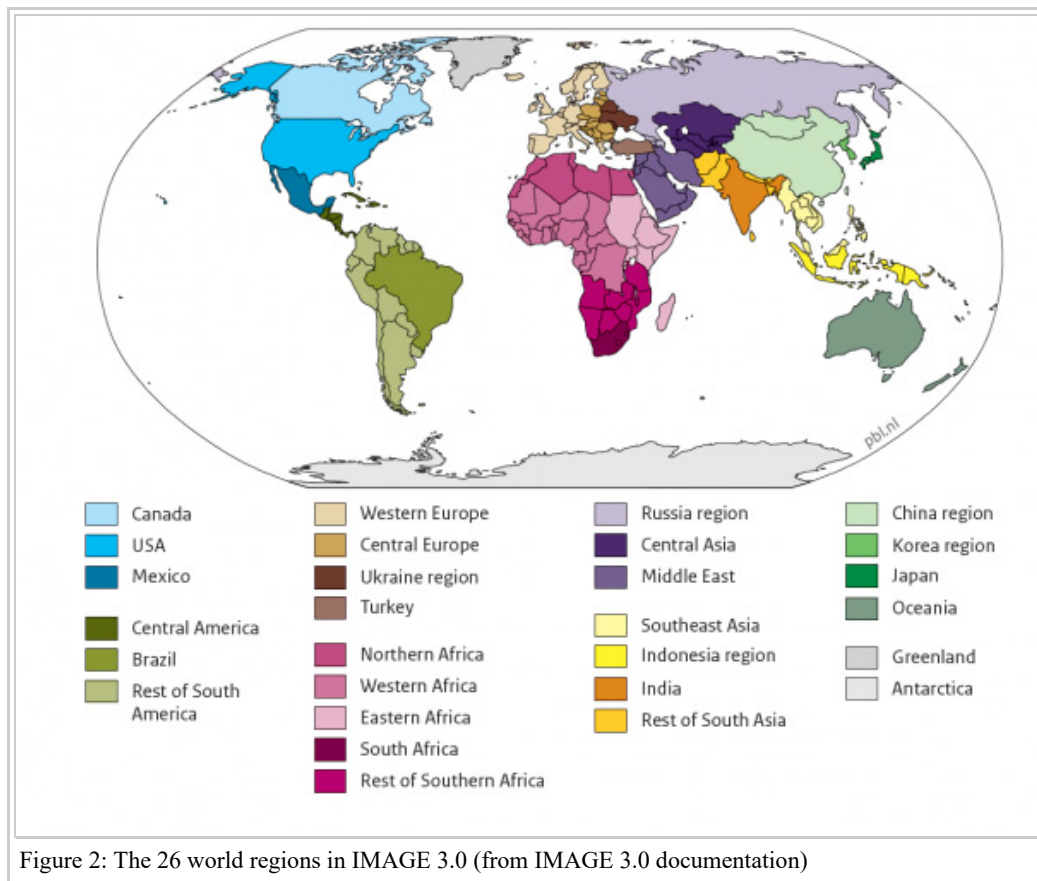 pbl.nl
Canada
USA
Mexico
Central America
Brazil
Rest of South
America
Western Europe
Central Europe
Ukraine region
Turkey
Northern Africa
Western Africa
Eastern Africa
South Africa
Rest of Southern Africa
Russia region
Central Asia
Middle East
Southeast Asia
Indonesia region
India
Rest of South Asia
China region
Korea region
Japan
Oceania
Greenland
Antarctica
Figure 2: The 26 world regions in IMAGE 3.0 (from IMAGE 3.0 documentation)